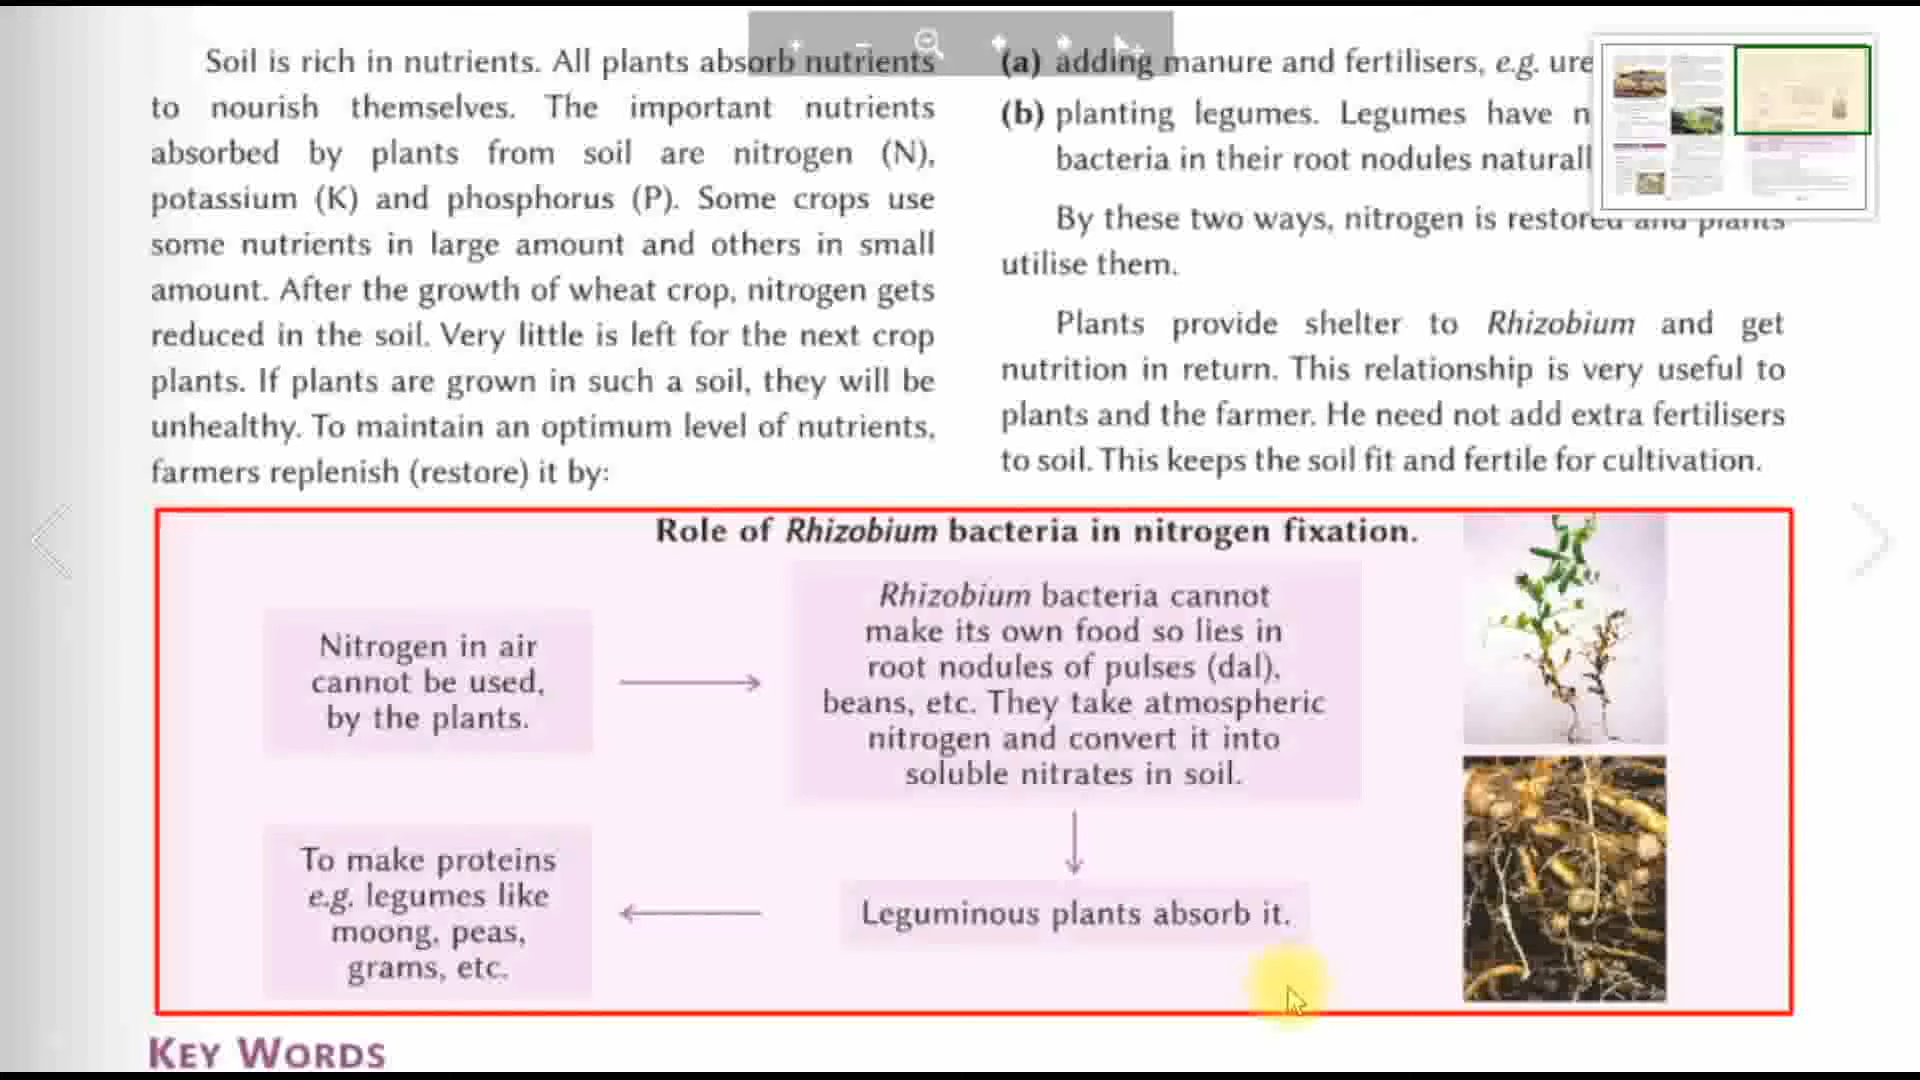 Soil is rich in nutrients. All plants absorb nutrients
to nourish themselves. The important nutrients
absorbed by plants from soil are nitrogen (N),
potassium (K) and phosphorus (P). Some crops use
some nutrients in large amount and others in small
amount. After the growth of wheat crop, nitrogen gets
reduced in the soil. Very little is left for the next crop
plants. If plants are grown in such a soil, they will be
unhealthy. To maintain an optimum level of nutrients,
farmers replenish (restore) it by:
(a) adding manure and fertilisers, e.g.
(b) planting legumes. Legumes have
bacteria in their root nodules
By these two ways, nitrogen is restored and plants
utilise them.
Plants provide shelter to Rhizobium and get
nutrition in return. This relationship is very useful to
plants and the farmer. He need not add extra fertilisers
to soil. This keeps the soil fit and fertile for cultivation.
Role of Rhizobium bacteria in nitrogen fixation.
Nitrogen in air
cannot be used,
by the plants.
Rhizobium bacteria cannot
make its own food so lies in
root nodules of pulses (dal),
beans, etc. They take atmospheric
nitrogen and convert it into
soluble nitrates in soil.
Leguminous plants absorb it.
To make proteins
e.g. legumes like
moong, peas,
grams, etc.
KEY WORDS